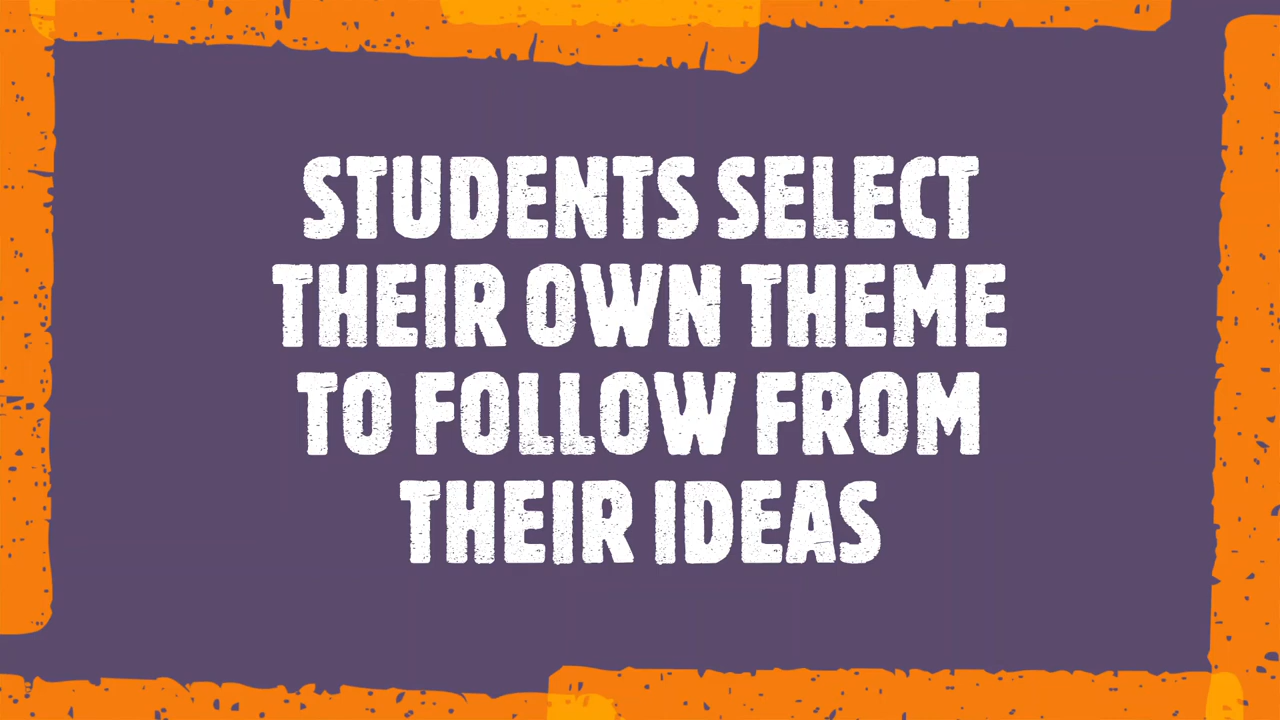 STUDENTS SELECT
THEIR OWN THEME
TO FOLLOW FROM
THEIR IDEAS